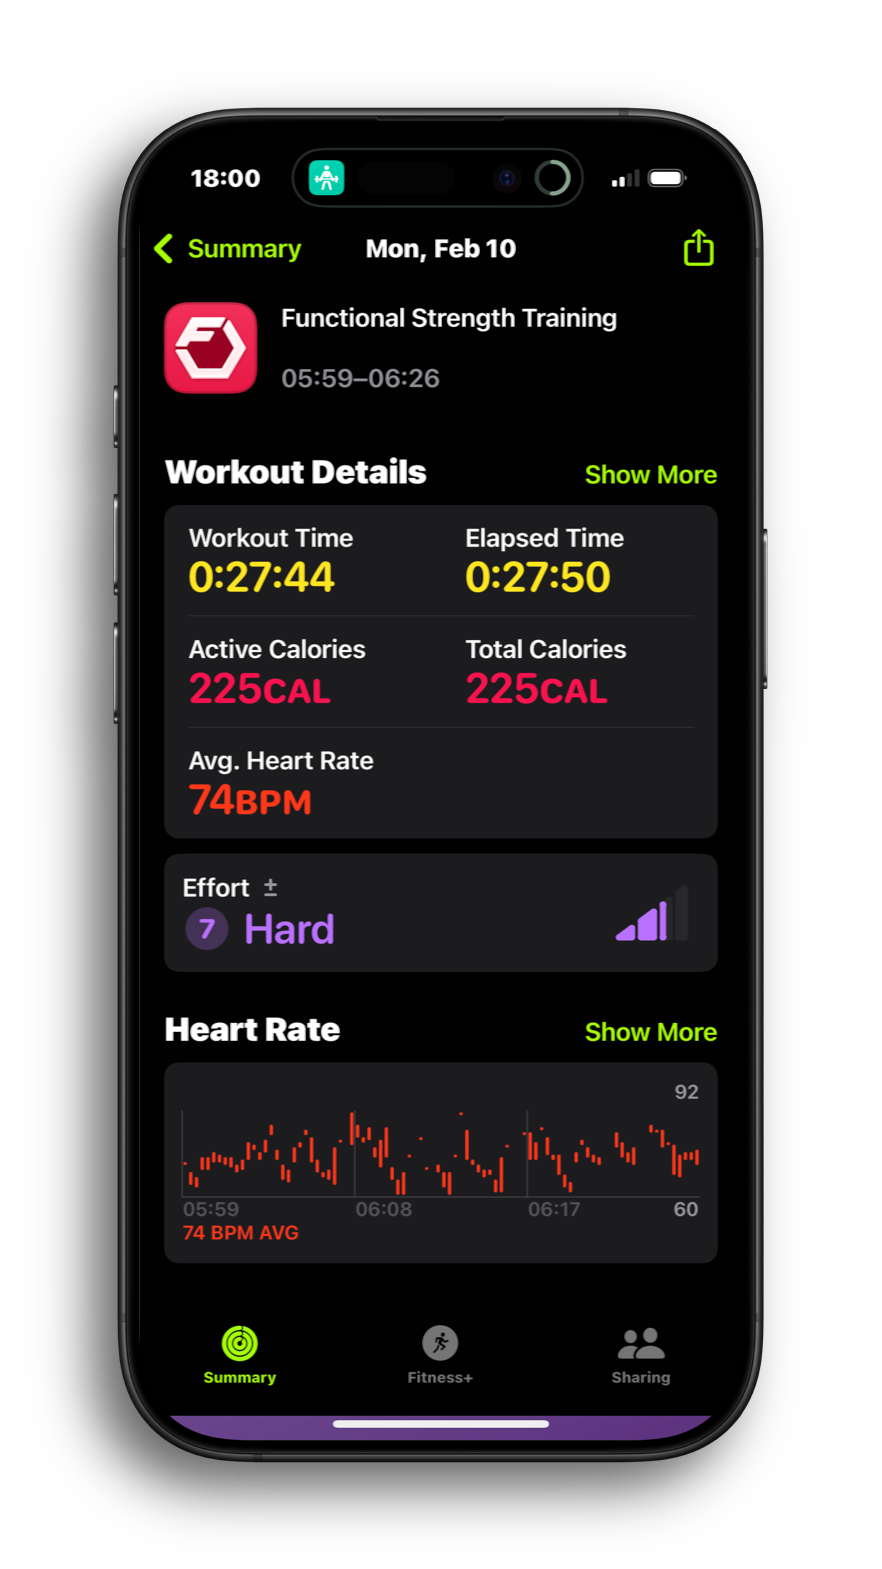 18:00
Summary
Mon, Feb 10
Functional Strength Training
05:59–06:26
Workout Details
Show More
Workout Time
Elapsed Time
0:27:44
0:27:50
Active Calories
Total Calories
225CAL
225CAL
Avg. Heart Rate
74BPM
Effort ±
7 Hard
Heart Rate
Show More
92
05:59
06:08
06:17
60
74 BPM AVG
Summary
Fitness+
Sharing